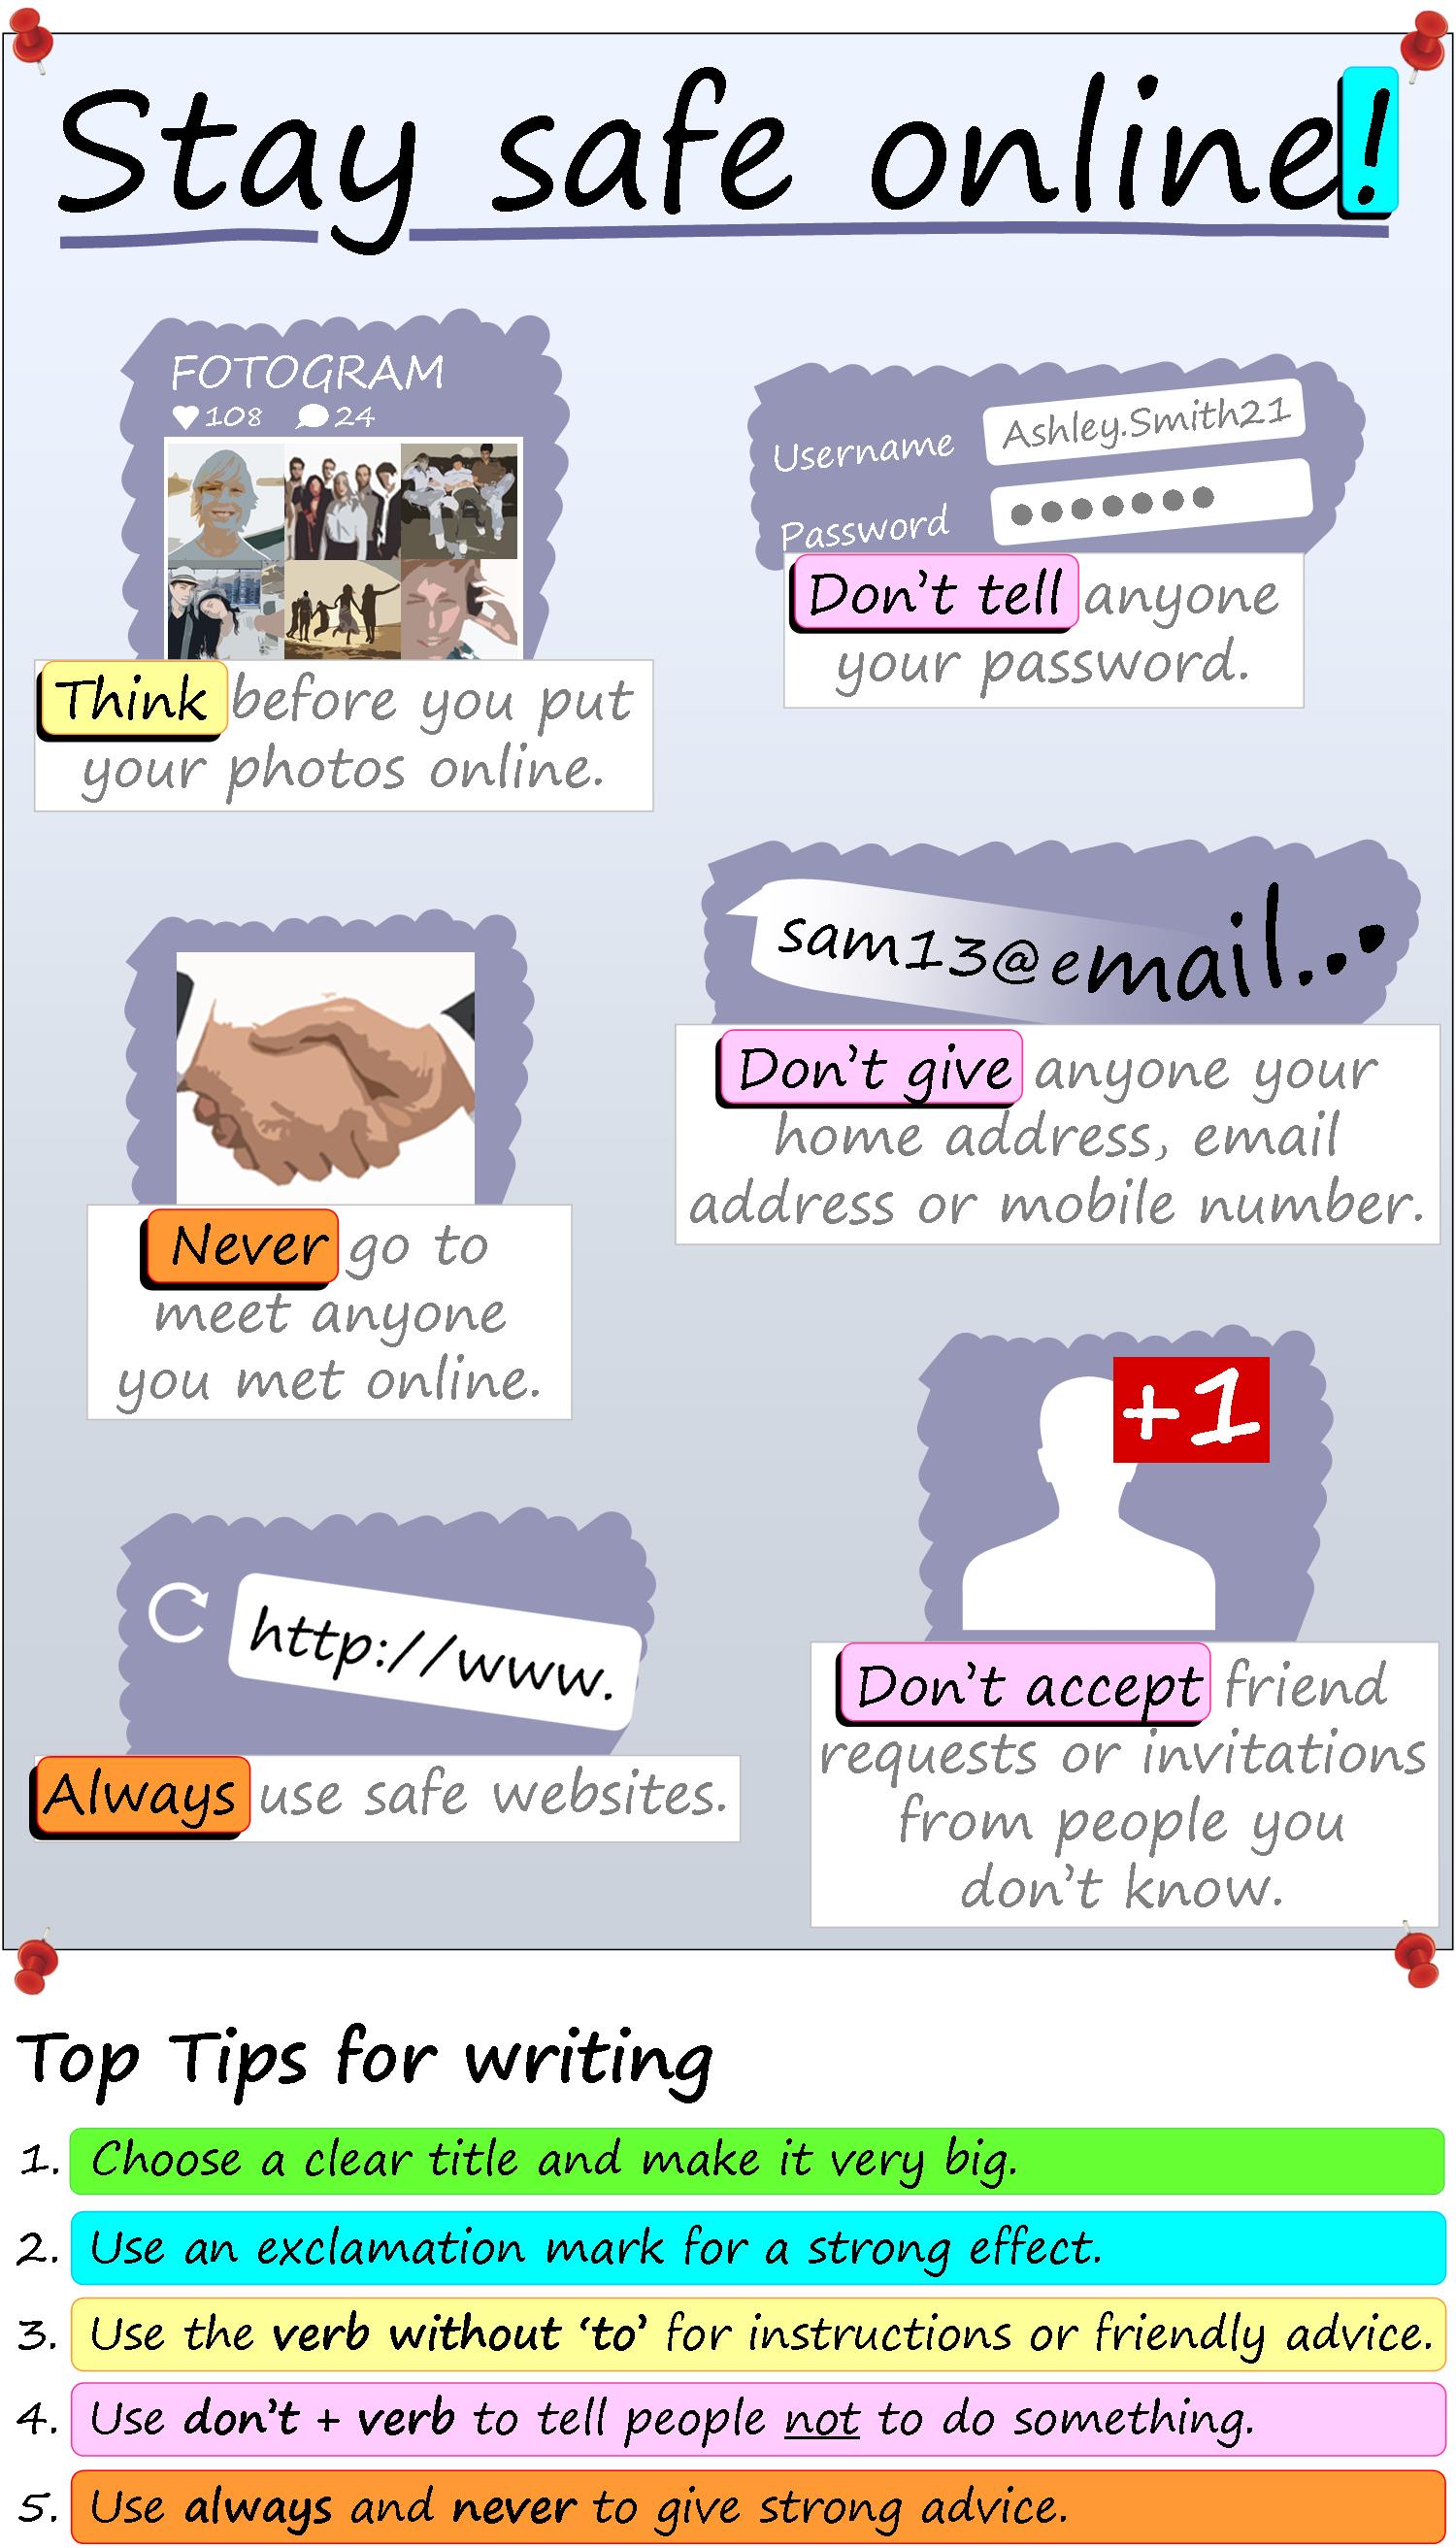 Stay safe online!
FOTOGRAM
108 24
Think before you put
your photos online.
Username Ashley.Smith21
Password
Don't tell anyone
your password.
sam13@email...
Don't give anyone your
home address, email
address or mobile number.
Never go to
meet anyone
you met online.
+1
Don't accept friend
requests or invitations
from people you
don't know.
http://www.
Always use safe websites.
Top Tips for writing
1. Choose a clear title and make it very big.
2. Use an exclamation mark for a strong effect.
3. Use the verb without ‘to’ for instructions or friendly advice.
4. Use don't + verb to tell people not to do something.
5. Use always and never to give strong advice.